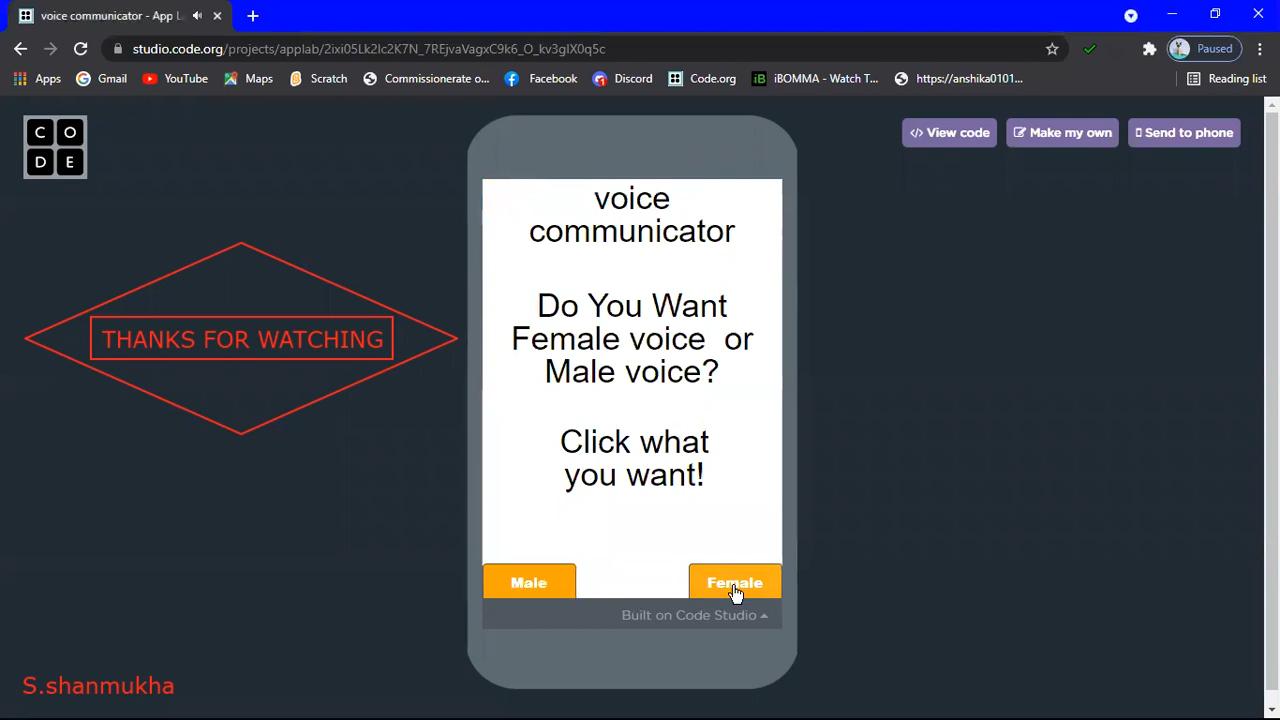 voice communicator - App L
studio.code.org/projects/applab/2ixi05Lk2lc2K7N_7REjvaVagxC9k6_O_kv3gIX0q5c
Paused
Apps
Gmail
YouTube
Maps
Scratch
Commissionerate o...
Facebook
Discord
Code.org
iB
iBOMMA - Watch T...
https://anshika0101...
Reading list
C O
D E
</> View code
Make my own
Send to phone
voice
communicator
Do You Want
Female voice or
Male voice?
Click what
you want!
THANKS FOR WATCHING
Male
Female
Built on Code Studio
S.shanmukha